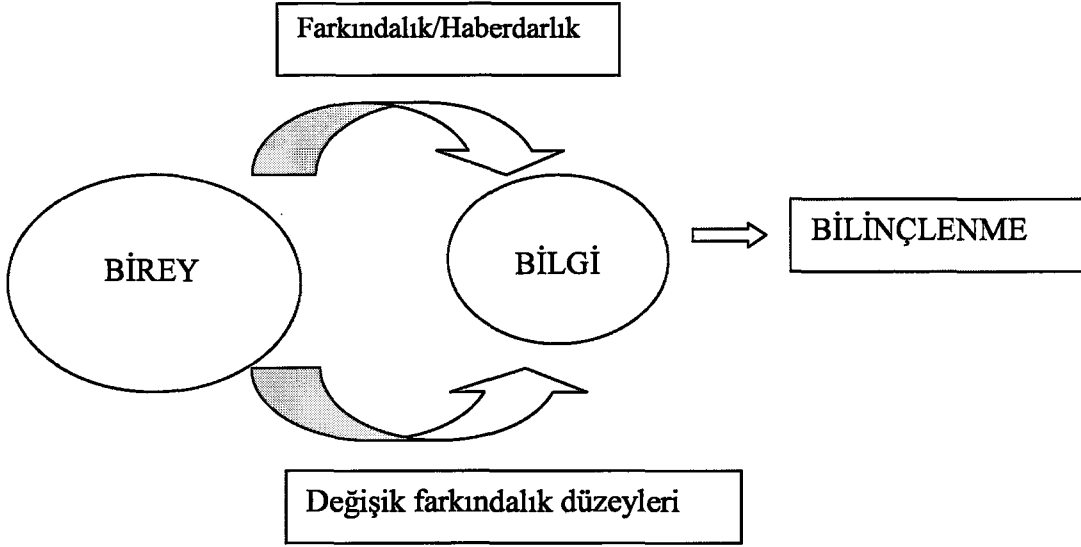 Farkındalık/Haberdarlık
BİREY
BİLGİ
BİLİNÇLENME
Değişik farkındalık düzeyleri